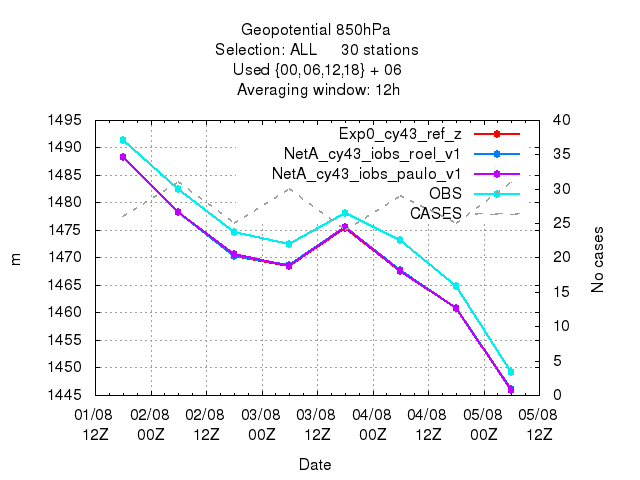 Geopotential 850hPa
Selection: ALL 30 stations
Used {00,06,12,18} + 06
Averaging window: 12h
Exp0_cy43_ref_z
NetA_cy43_iobs_roel_v1
NetA_cy43_iobs_paulo_v1
OBS
CASES
1495
1490
1485
1480
1475
1470
1465
1460
1455
1450
1445
m
40
35
30
25
20
15
10
5
0
No cases
01/08 02/08 02/08 03/08 03/08 04/08 04/08 05/08 05/08
12Z 00Z 12Z 00Z 12Z 00Z 12Z 00Z 12Z
Date